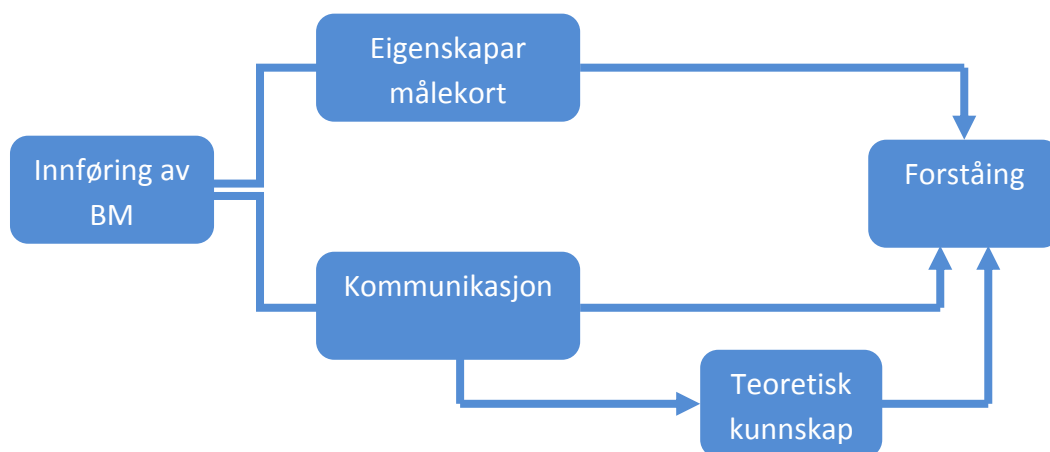 Eigenskapar
målekort
Innføring av
BM
Forståing
Kommunikasjon
Teoretisk
kunnskap